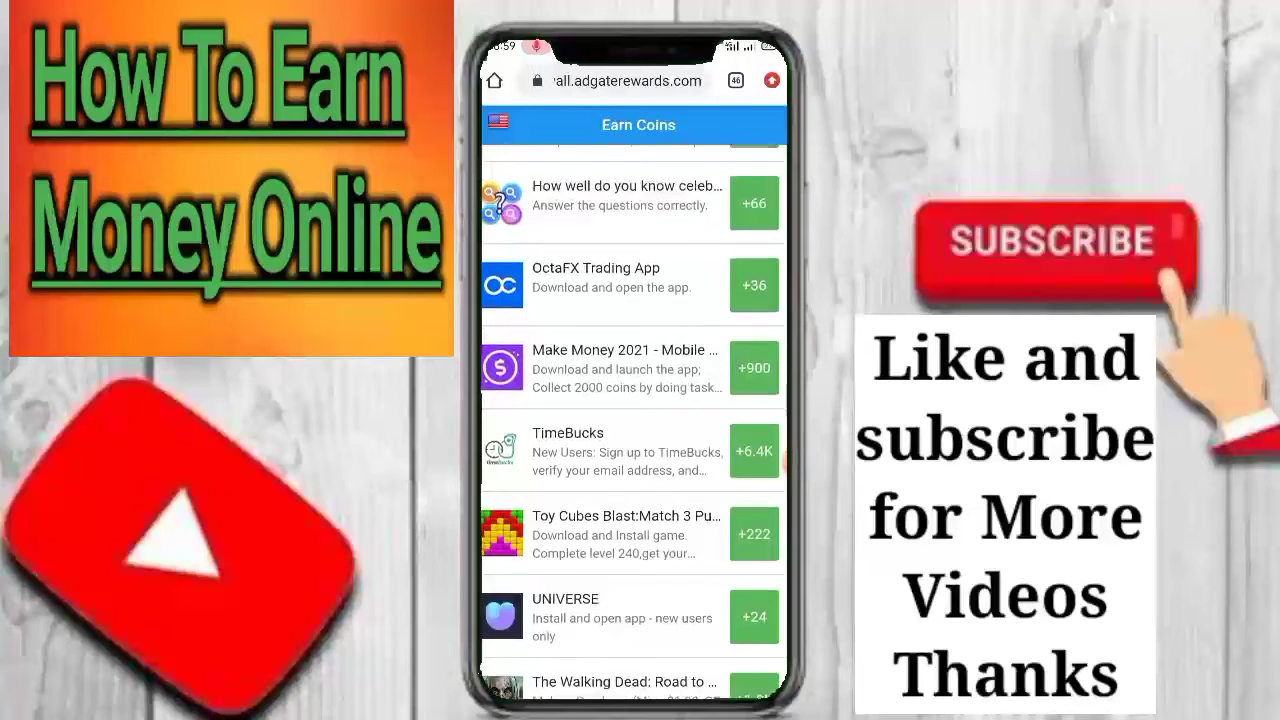 How To Earn
Money Online
:59
all.adgaterewards.com
46
Earn Coins
How well do you know celeb...
Answer the questions correctly.
+66
OctaFX Trading App
Download and open the app.
+36
Make Money 2021 - Mobile ...
Download and launch the app;
Collect 2000 coins by doing task...
+900
TimeBucks
New Users: Sign up to TimeBucks,
verify your email address, and...
+6.4K
timebucks
Toy Cubes Blast:Match 3 Pu...
Download and Install game.
Complete level 240,get your...
+222
UNIVERSE
Install and open app - new users
only
+24
The Walking Dead: Road to ...
SUBSCRIBE
Like and
subscribe
for More
Videos
Thanks